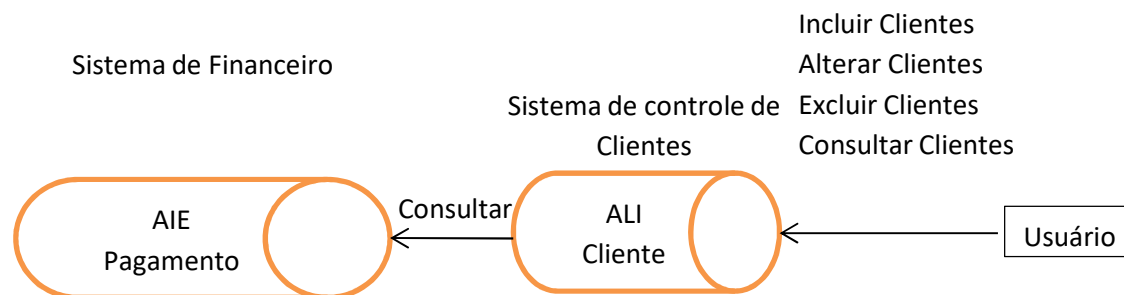 Incluir Clientes
Alterar Clientes
Excluir Clientes
Consultar Clientes
Sistema de Financeiro
Sistema de controle de
Clientes
AIE
Pagamento
Consultar
ALI
Cliente
Usuário